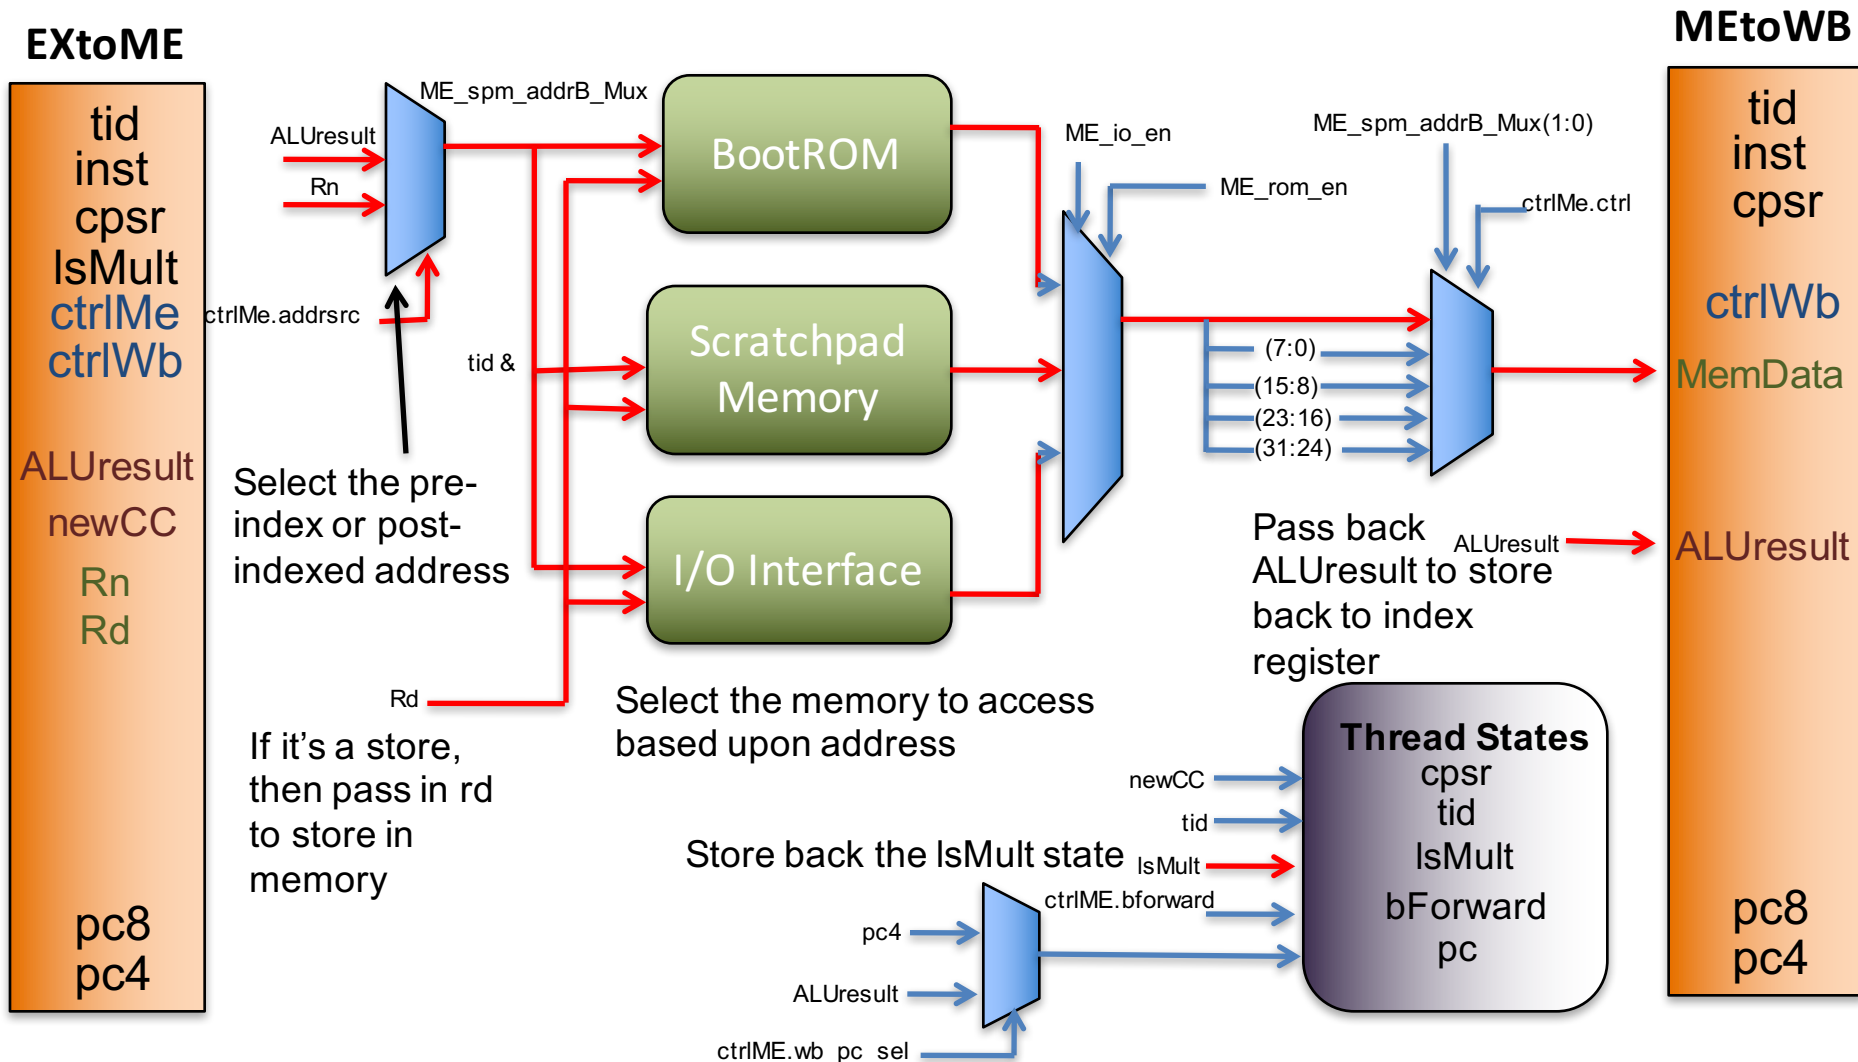 EXtoME
tid
inst
cpsr
lsMult
ctrlMe
ctrlWb
ALUresult
newCC
Rn
Rd
pc8
pc4
ALUresult
Rn
ctrlMe.addrsrc
ME_spm_addrB_Mux
tid &
Select the pre-
index or post-
indexed address
Rd
If it’s a store,
then pass in rd
to store in
memory
BootROM
Scratchpad
Memory
I/O Interface
Select the memory to access
based upon address
ME_io_en
ME_rom_en
ME_spm_addrB_Mux(1:0)
ctrlMe.ctrl
(7:0)
(15:8)
(23:16)
(31:24)
Pass back
ALUresult to store
back to index
register
ALUresult
Thread States
cpsr
tid
lsMult
bForward
pc
newCC
tid
Store back the lsMult state
lsMult
ctrlME.bforward
pc4
ALUresult
ctrlME.wb_pc_sel
MEtoWB
tid
inst
cpsr
ctrlWb
MemData
ALUresult
pc8
pc4